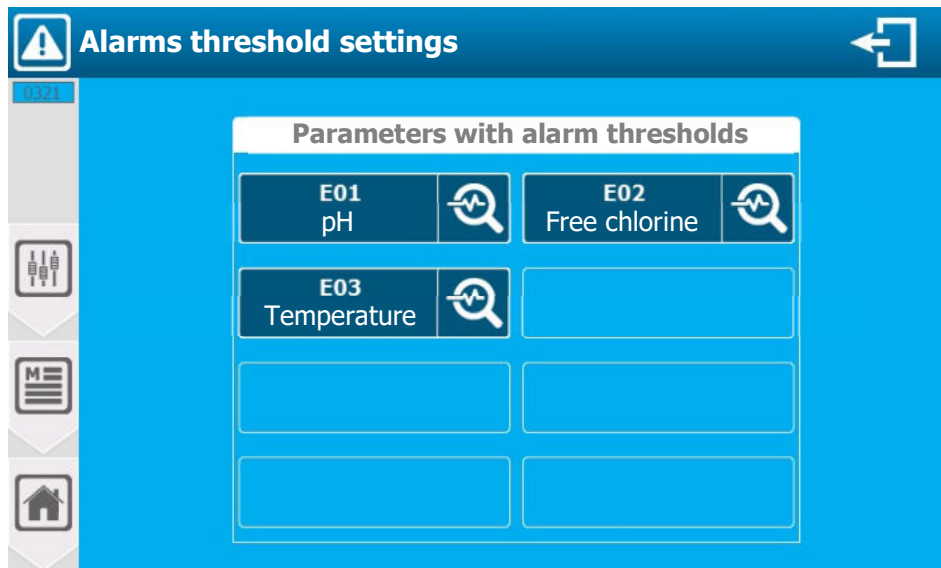 Alarms threshold settings
0321
Parameters with alarm thresholds
E01
pH
E02
Free chlorine
E03
Temperature
M